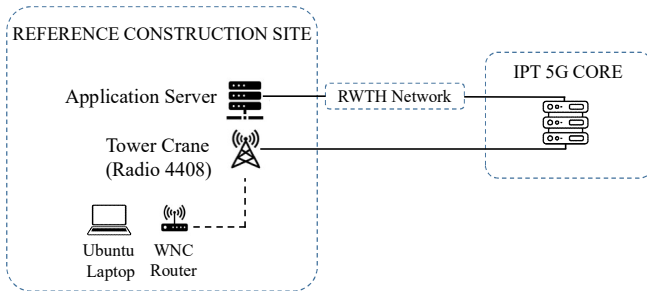 REFERENCE CONSTRUCTION SITE
IPT 5G CORE
Application Server
RWTH Network
Tower Crane
(Radio 4408)
Ubuntu
Laptop
WNC
Router